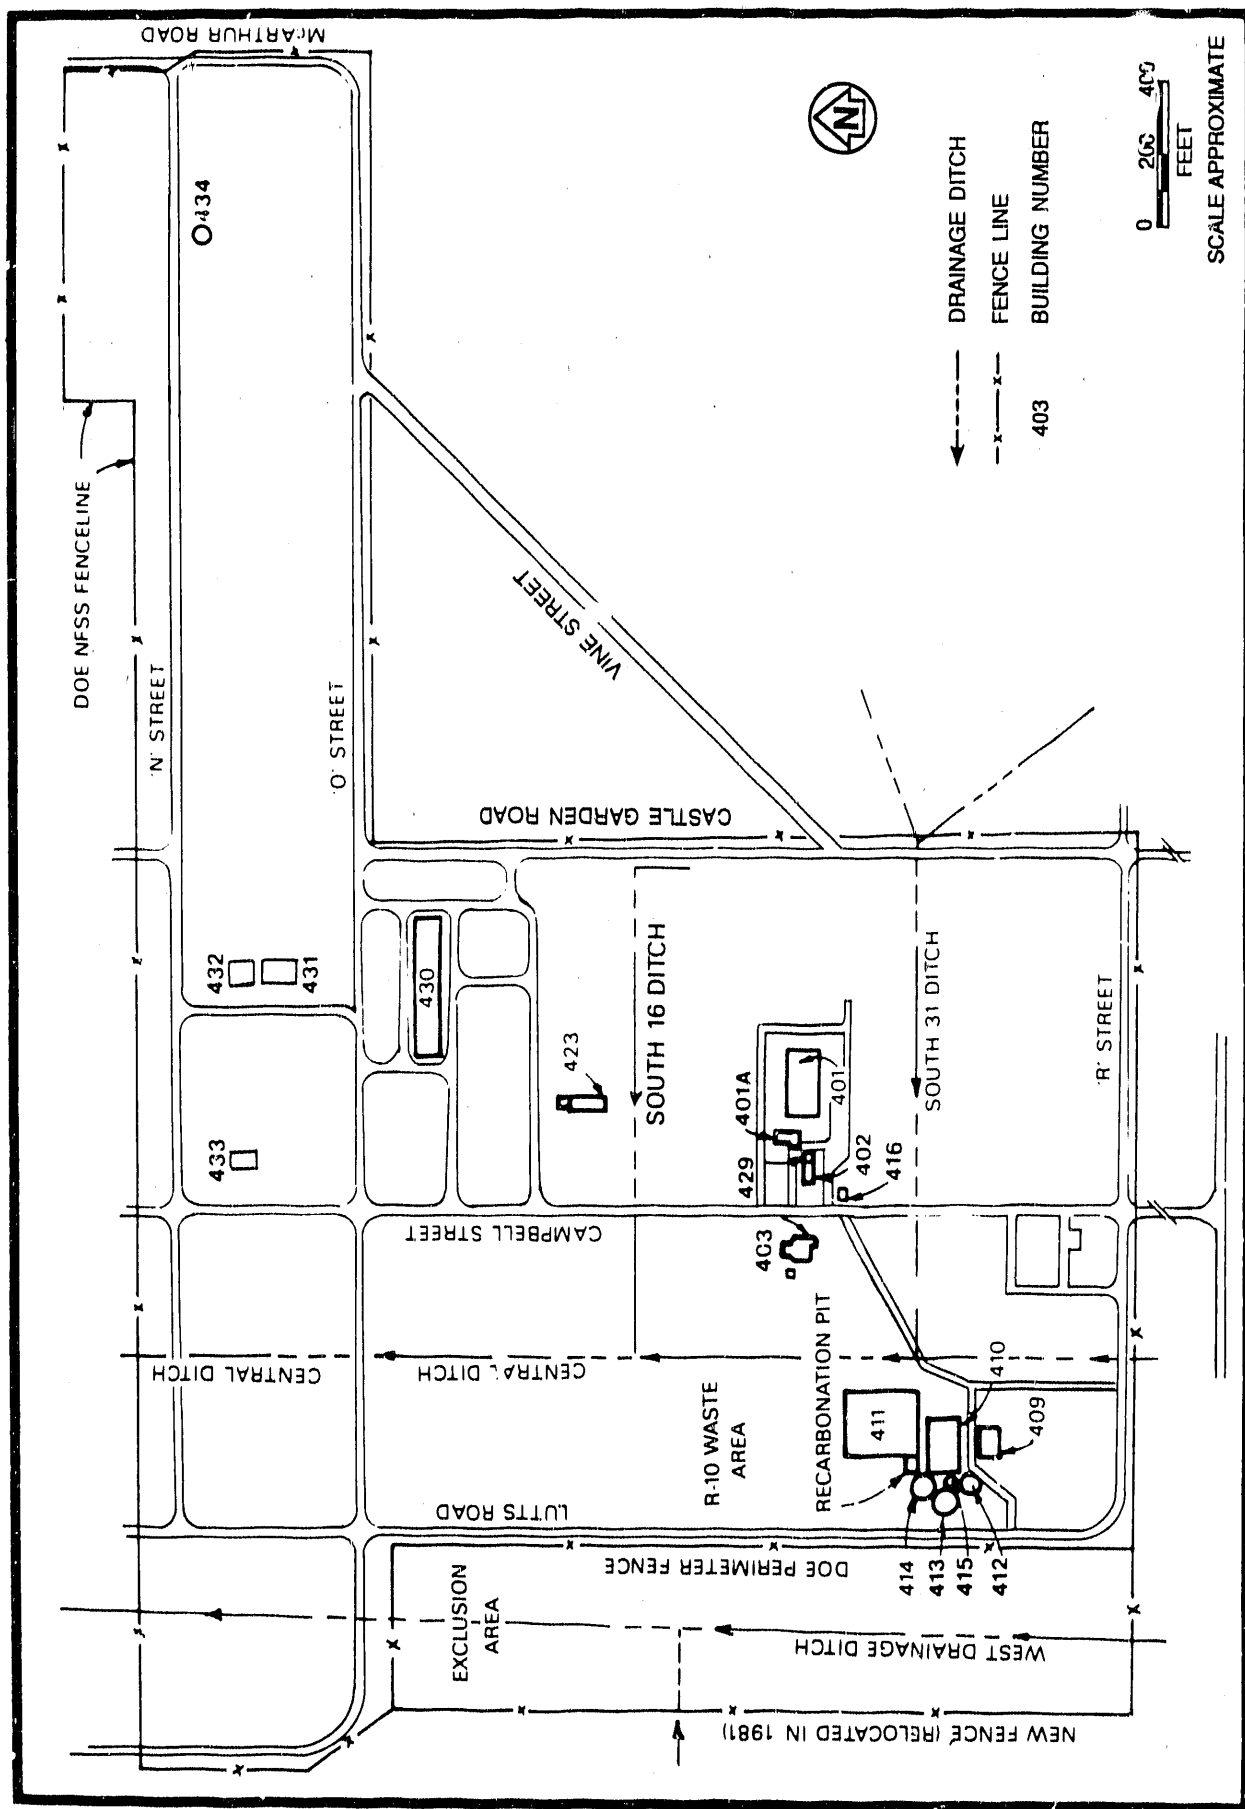 McARTHUR ROAD
DOE NFSS FENCELINE
'N' STREET
'O' STREET
434
VINE STREET
CASTLE GARDEN ROAD
432
431
430
433
423
SOUTH 16 DITCH
401A
401
429
402
416
403
SOUTH 31 DITCH
'R' STREET
CAMPBELL STREET
CENTRAL DITCH
CENTRAL DITCH
R-10 WASTE
AREA
RECARBONATION PIT
411
410
409
LUTTS ROAD
DOE PERIMETER FENCE
414
413
415
412
EXCLUSION
AREA
WEST DRAINAGE DITCH
NEW FENCE (RELOCATED IN 1981)
N
DRAINAGE DITCH
FENCE LINE
403 BUILDING NUMBER
0 200 400
FEET
SCALE APPROXIMATE